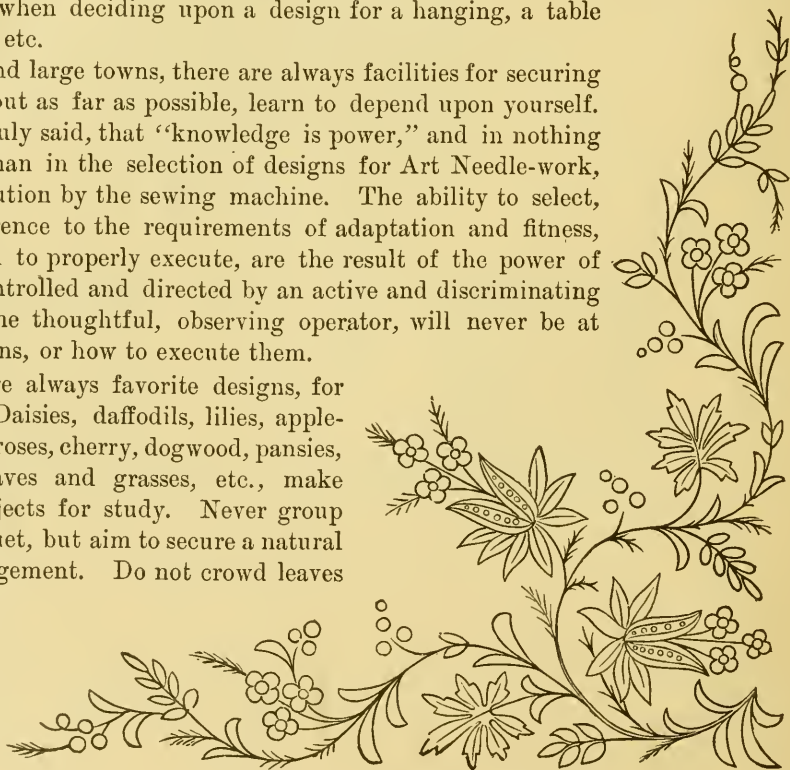 when deciding upon a design for a hanging, a table
etc.
nd large towns, there are always facilities for securing
out as far as possible, learn to depend upon yourself.
uly said, that “knowledge is power,” and in nothing
nan in the selection of designs for Art Needle-work,
ution by the sewing machine. The ability to select,
ence to the requirements of adaptation and fitness,
to properly execute, are the result of the power of
ntrolled and directed by an active and discriminating
ne thoughtful, observing operator, will never be at
ns, or how to execute them.
re always favorite designs, for
Daisies, daffodils, lilies, apple-
roses, cherry, dogwood, pansies,
aves and grasses, etc., make
jects for study. Never group
uet, but aim to secure a natural
gement. Do not crowd leaves